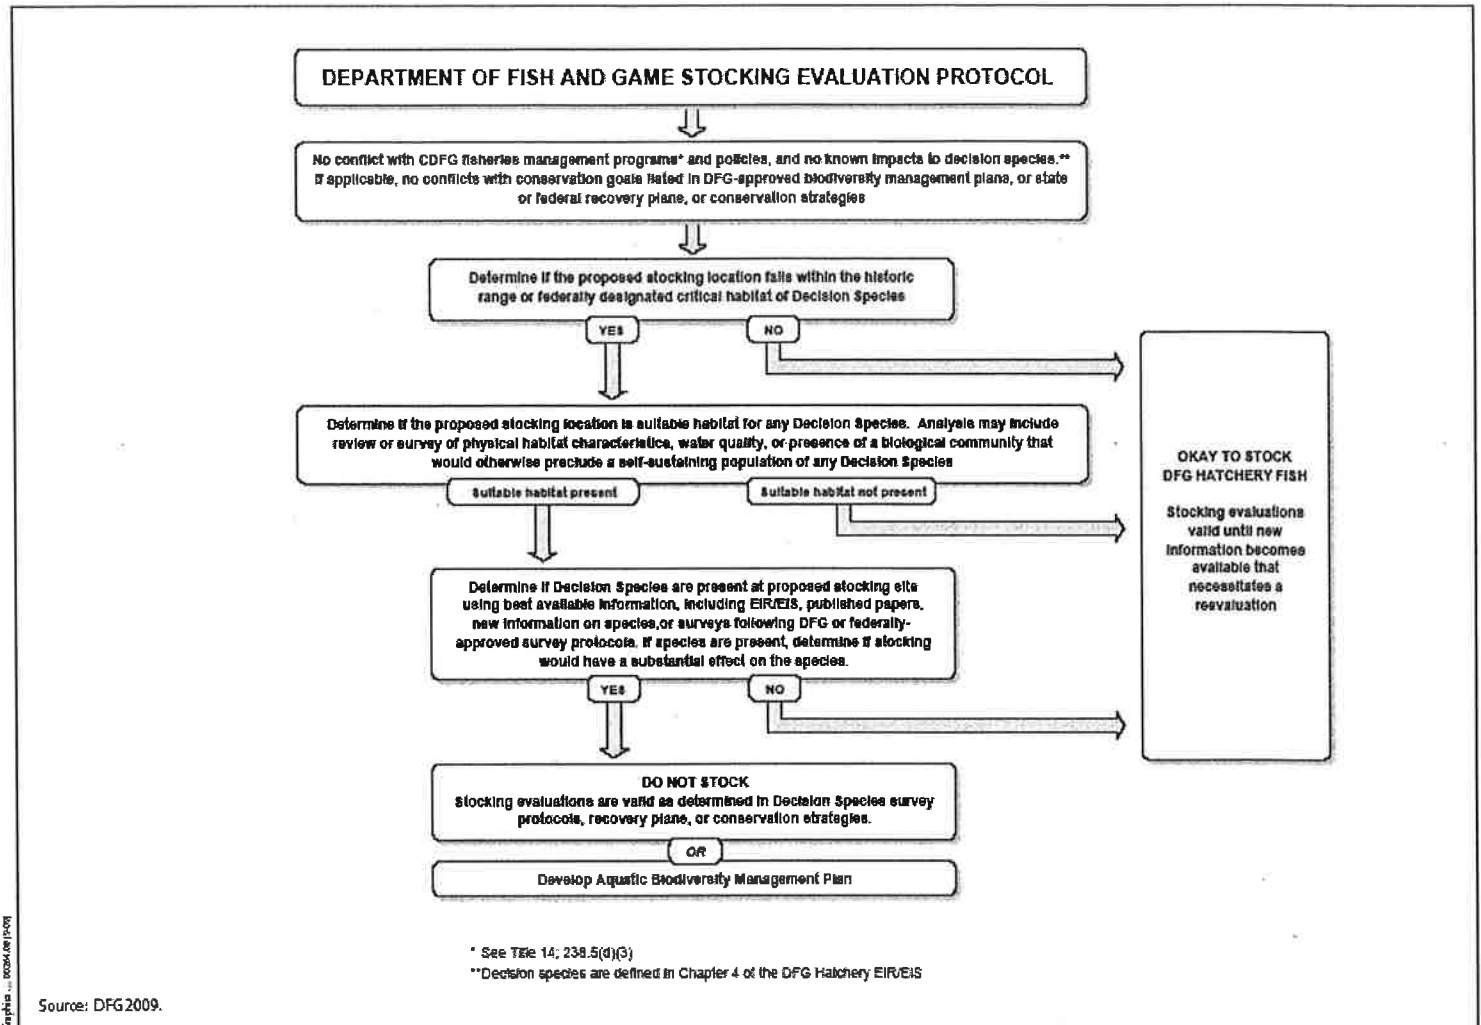 DEPARTMENT OF FISH AND GAME STOCKING EVALUATION PROTOCOL
No conflict with CDFG fisheries management programs* and policies, and no known impacts to decision species.**
If applicable, no conflicts with conservation goals listed in DFG-approved biodiversity management plans, or state
or federal recovery plans, or conservation strategies
Determine if the proposed stocking location falls within the historic
range or federally designated critical habitat of Decision Species
YES
NO
Determine if the proposed stocking location is suitable habitat for any Decision Species. Analysis may include
review or survey of physical habitat characteristics, water quality, or presence of a biological community that
would otherwise preclude a self-sustaining population of any Decision Species
Suitable habitat present
Suitable habitat not present
OKAY TO STOCK
DFG HATCHERY FISH
Stocking evaluations
valid until new
information becomes
available that
necessitates a
reevaluation
Determine if Decision Species are present at proposed stocking site
using best available information, including EIR/EIS, published papers,
new information on species,or surveys following DFG or federally-
approved survey protocols. If species are present, determine if stocking
would have a substantial effect on the species.
YES
NO
DO NOT STOCK
Stocking evaluations are valid as determined in Decision Species survey
protocols, recovery plans, or conservation strategies.
OR
Develop Aquatic Biodiversity Management Plan
* See Title 14; 238.5(d)(3)
**Decision species are defined in Chapter 4 of the DFG Hatchery EIR/EIS
Source: DFG 2009.